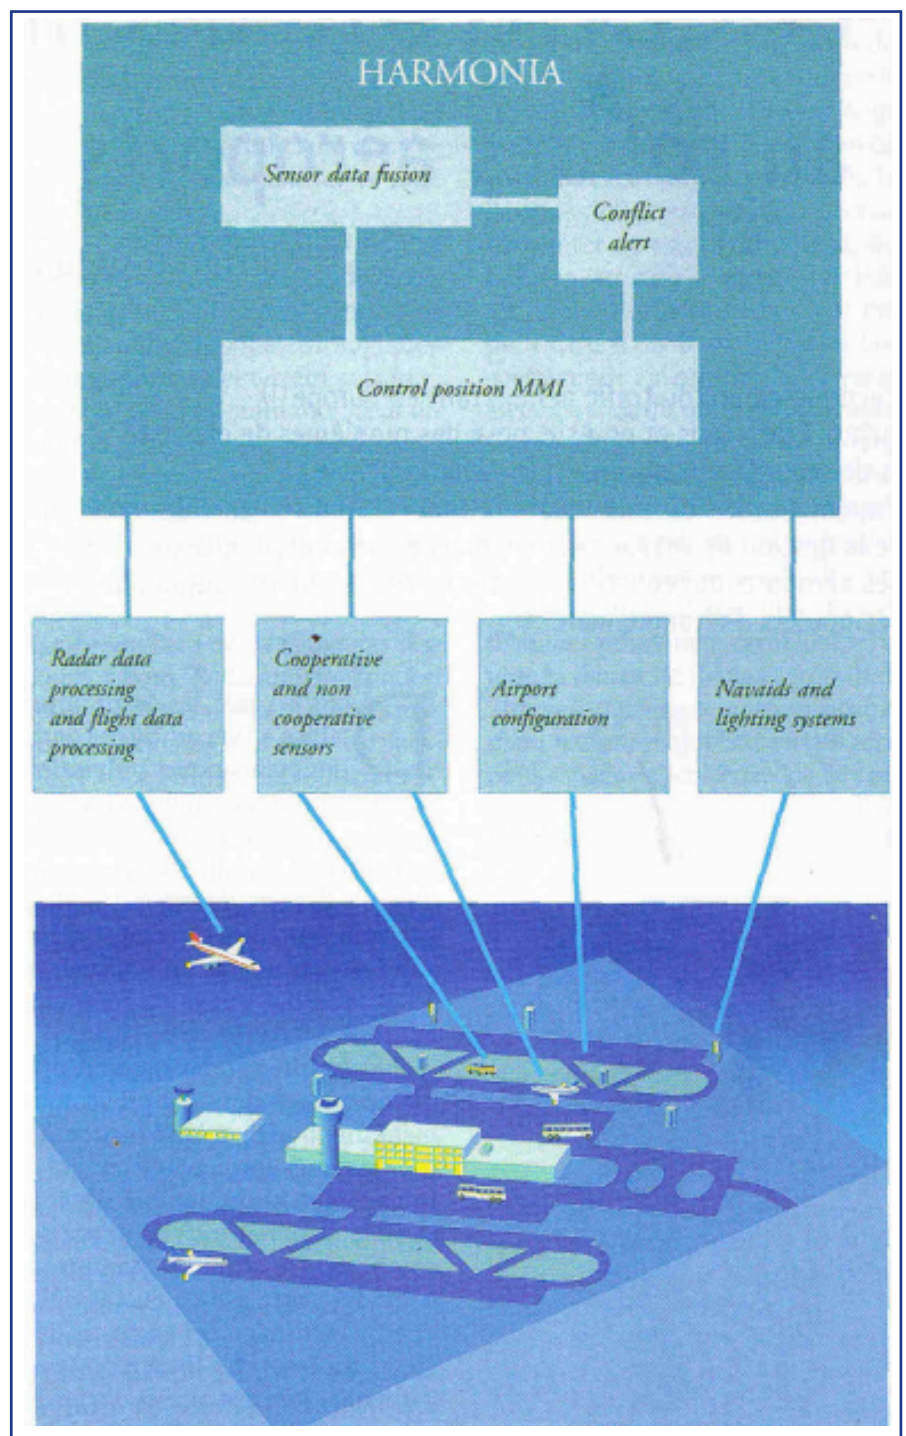 HARMONIA
Sensor data fusion
Conflict
alert
Control position MMI
Radar data
processing
and flight data
processing
Cooperative
and non
cooperative
sensors
Airport
configuration
Navaids and
lighting systems